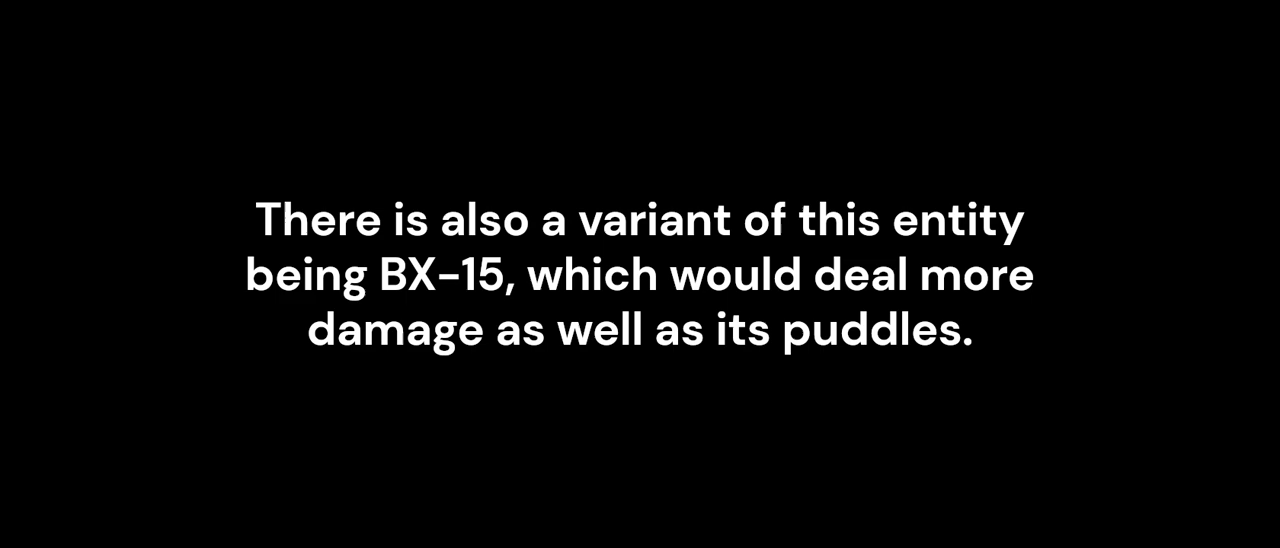 There is also a variant of this entity
being BX-15, which would deal more
damage as well as its puddles.